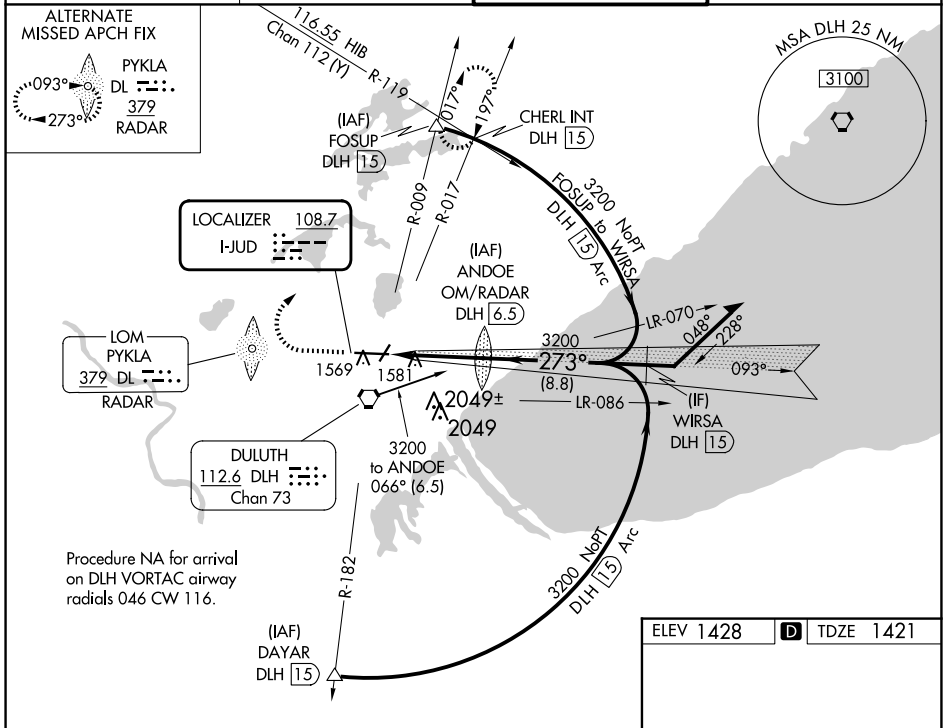 ALTERNATE
MISSED APCH FIX
PYKLA
DL
379
RADAR
093°
273°
116.55 HIB
Chan 112 (Y)
R-119
017°
197°
(IAF)
FOSUP
DLH 15
CHERL INT
DLH 15
MSA DLH 25 NM
3100
R-009
R-017
3200 NoPT
FOSUP to WIRSA
DLH 15 Arc
LOCALIZER 108.7
I-JUD
(IAF)
ANDOE
OM/RADAR
DLH 6.5
LOM
PYKLA
379 DL
RADAR
1569
1581
3200
273°
(8.8)
LR-070
048°
228°
093°
LR-086
(IF)
WIRSA
DLH 15
2049±
2049
DULUTH
112.6 DLH
Chan 73
3200
to ANDOE
066° (6.5)
Procedure NA for arrival
on DLH VORTAC airway
radials 046 CW 116.
R-182
3200 NoPT
DLH 15 Arc
(IAF)
DAYAR
DLH 15
ELEV 1428 D TDZE 1421